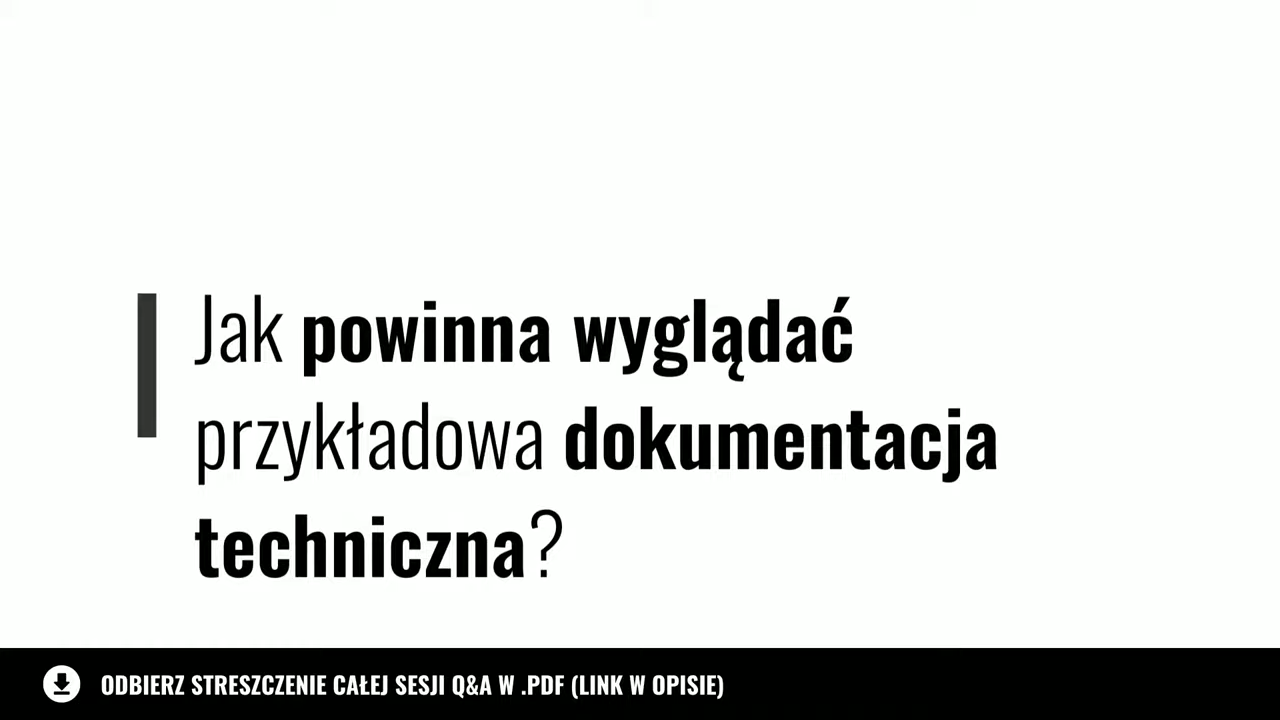 Jak powinna wyglądać
przykładowa dokumentacja
techniczna?
ODBIERZ STRESZCZENIE CAŁEJ SESJI Q&A W .PDF (LINK W OPISIE)